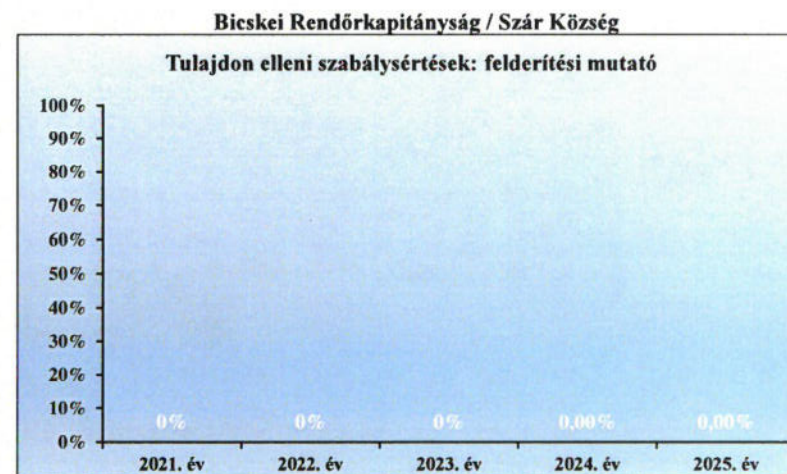 Bicskei Rendőrkapitányság / Szár Község
Tulajdon elleni szabálysértések: felderítési mutató
100%
90%
80%
70%
60%
50%
40%
30%
20%
10%
0%
0% 0% 0% 0,00% 0,00%
2021. év 2022. év 2023. év 2024. év 2025. év